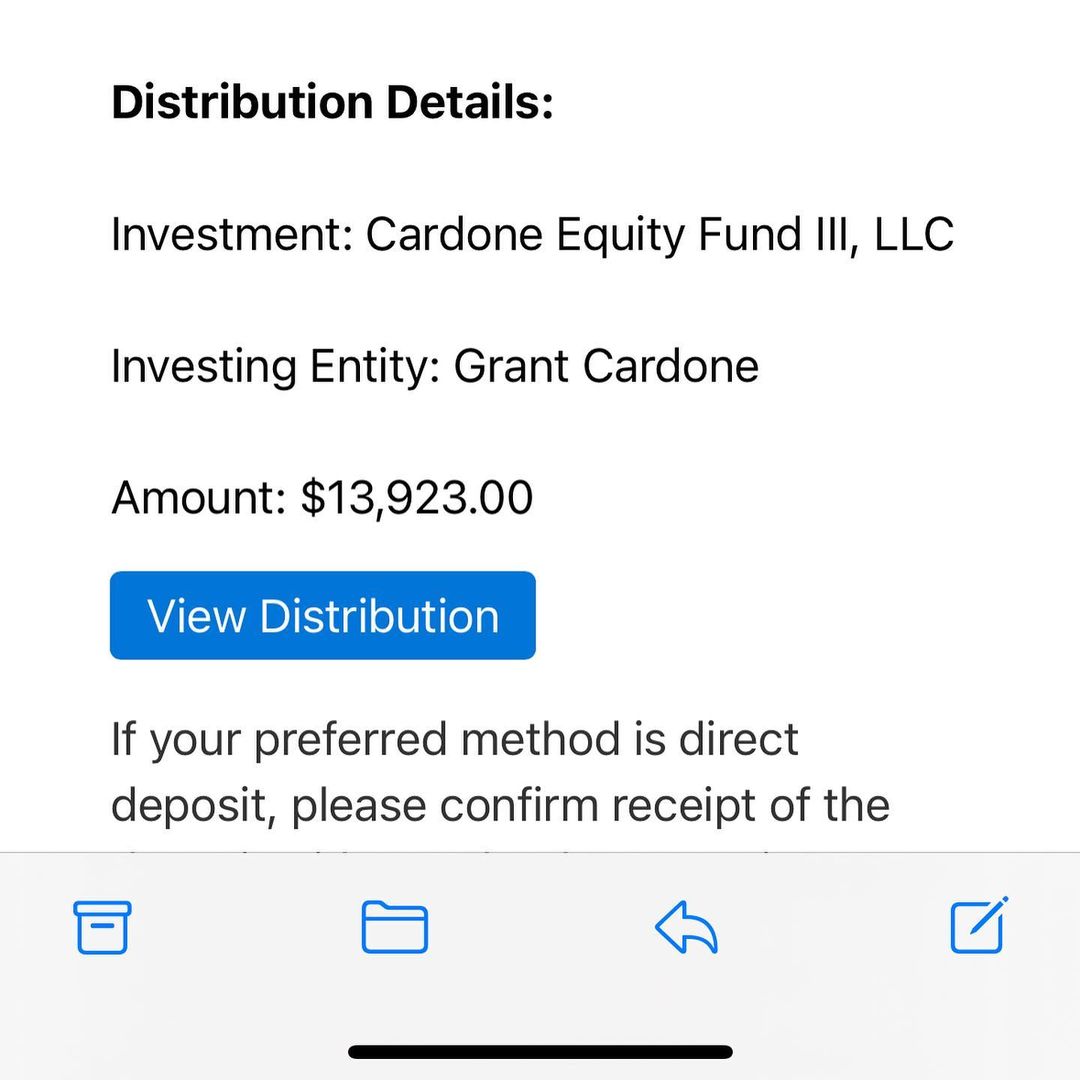 Distribution Details:
Investment: Cardone Equity Fund III, LLC
Investing Entity: Grant Cardone
Amount: $13,923.00
View Distribution
If your preferred method is direct
deposit, please confirm receipt of the